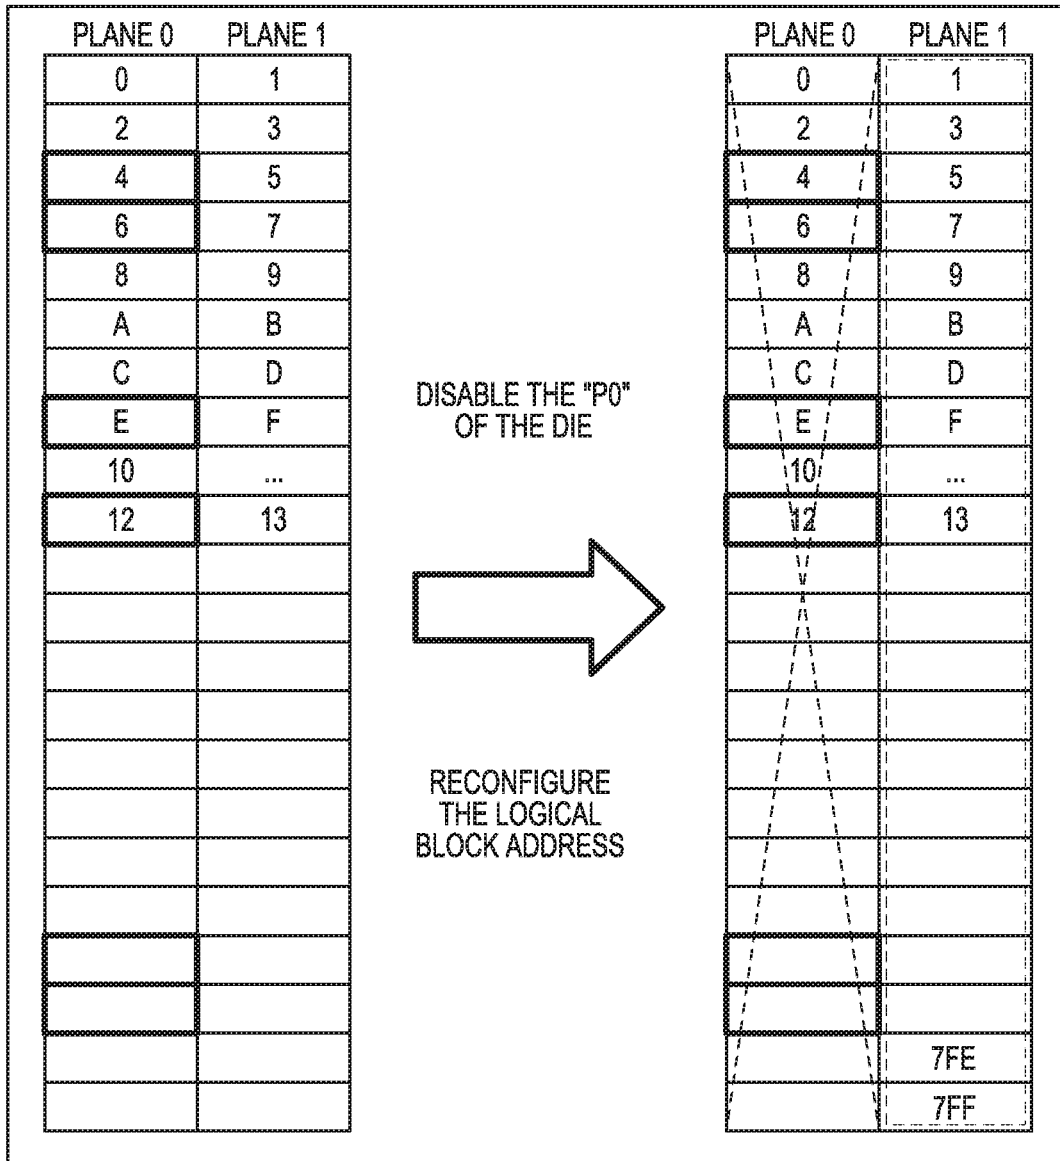 PLANE 0 PLANE 1 PLANE 0 PLANE 1
0 1 0 1
2 3 2 3
4 5 4 5
6 7 6 7
8 9 8 9
A B A B
C D C D
DISABLE THE "P0"
OF THE DIE
E F E F
10 ... 10 ...
12 13 12 13
RECONFIGURE
THE LOGICAL
BLOCK ADDRESS
7FE
7FF